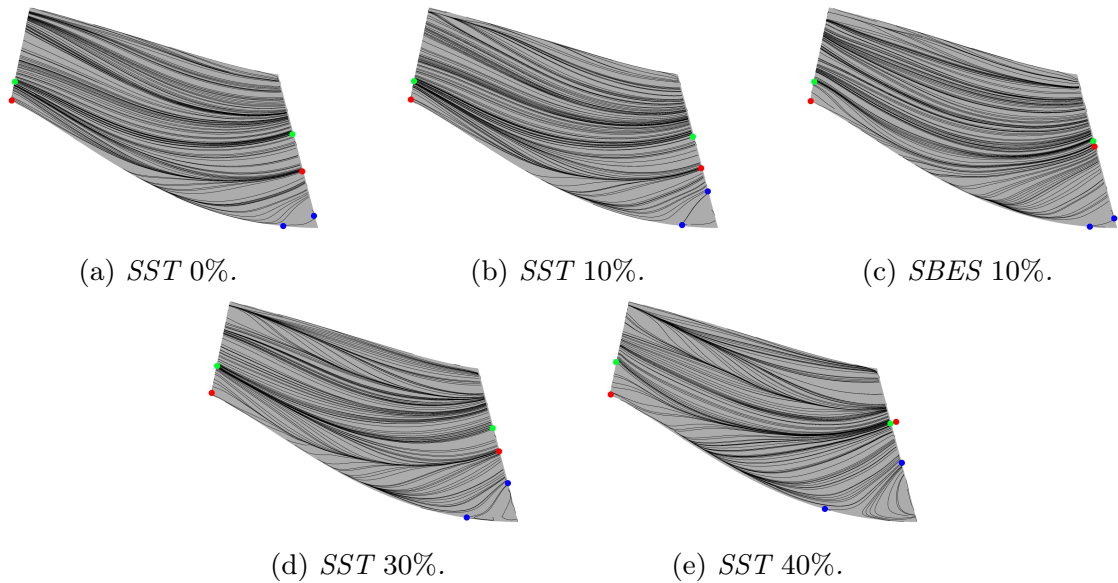 (a) SST 0%.
(b) SST 10%.
(c) SBES 10%.
(d) SST 30%.
(e) SST 40%.